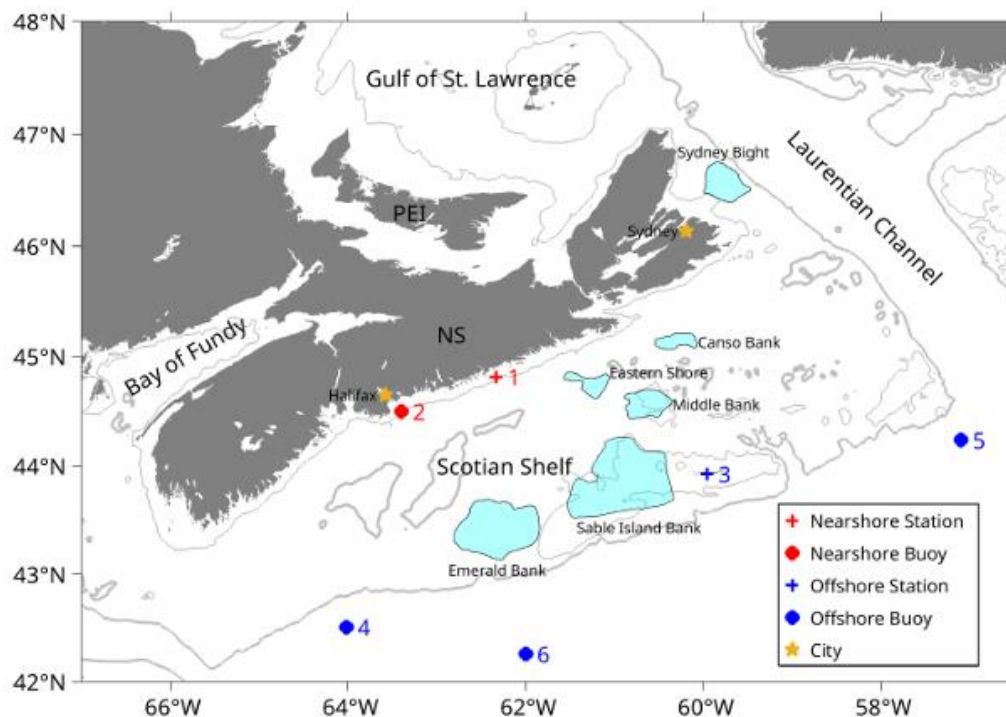 48°N
Gulf of St. Lawrence
47°N
Sydney Bight
Laurentian Channel
PEI
46°N
Sydney
NS
45°N
Canso Bank
Bay of Fundy
1
Eastern Shore
Halifax
2
Middle Bank
5
44°N
Scotian Shelf
3
Sable Island Bank
Nearshore Station
Nearshore Buoy
43°N
Emerald Bank
Offshore Station
Offshore Buoy
4
6
City
42°N
66°W
64°W
62°W
60°W
58°W